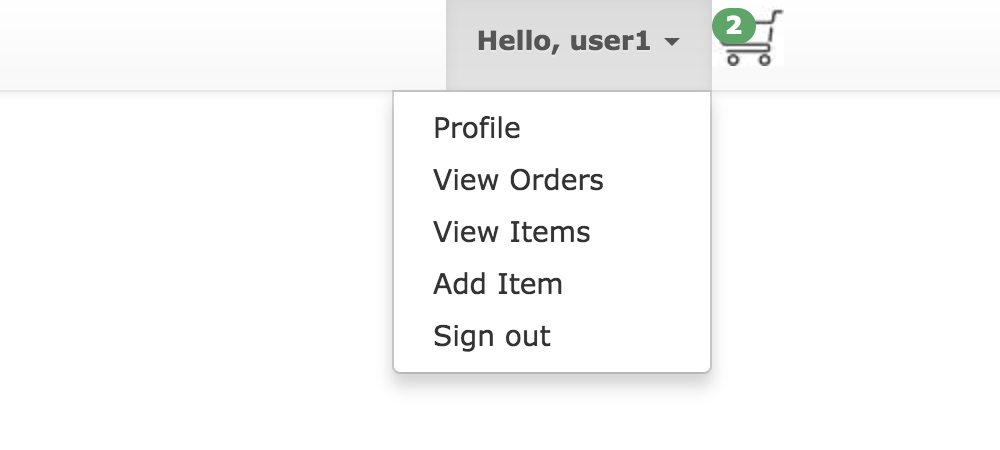 Hello, user1
2
Profile
View Orders
View Items
Add Item
Sign out